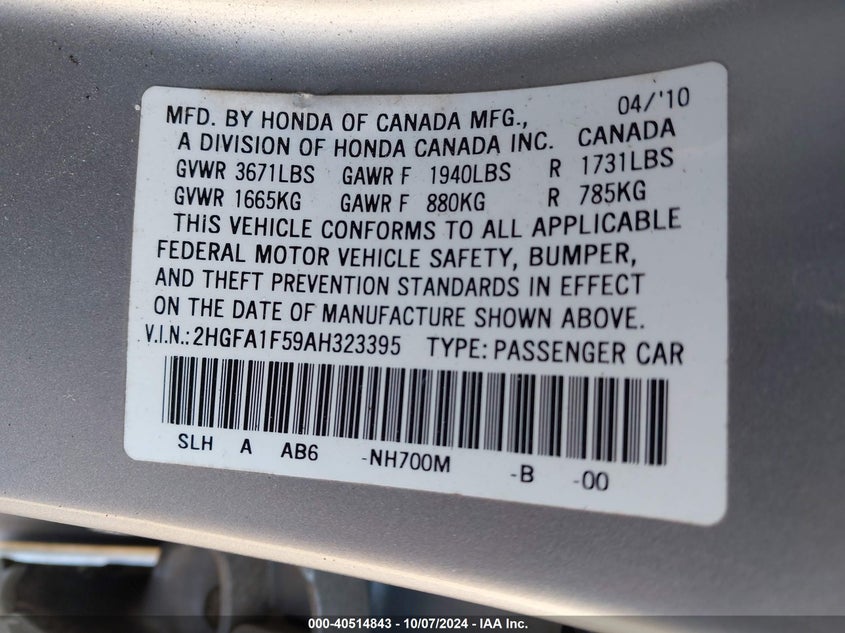 MFD. BY HONDA OF CANADA MFG., 04/'10
A DIVISION OF HONDA CANADA INC. CANADA
GVWR 3671LBS GAWR F 1940LBS R 1731LBS
GVWR 1665KG GAWR F 880KG R 785KG
THIS VEHICLE CONFORMS TO ALL APPLICABLE
FEDERAL MOTOR VEHICLE SAFETY, BUMPER,
AND THEFT PREVENTION STANDARDS IN EFFECT
ON THE DATE OF MANUFACTURE SHOWN ABOVE.
V.I.N.: 2HGFA1F59AH323395 TYPE: PASSENGER CAR
SLH A AB6 -NH700M -B -00
000-40514843 - 10/07/2024 - IAA Inc.